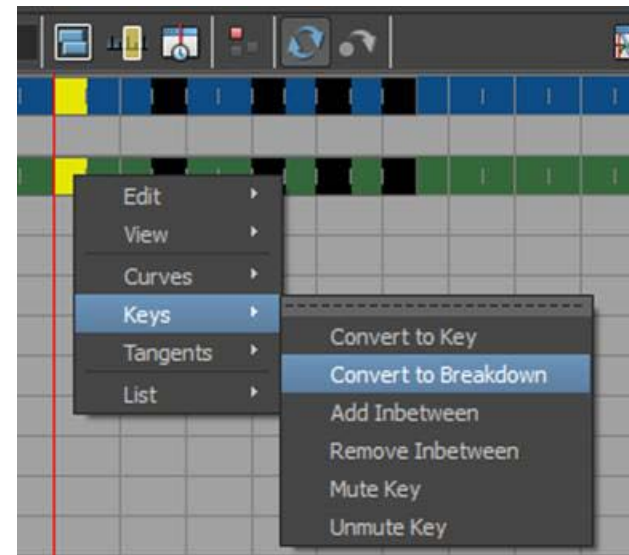 Edit
View
Curves
Keys
Tangents
List
Convert to Key
Convert to Breakdown
Add Inbetween
Remove Inbetween
Mute Key
Unmute Key